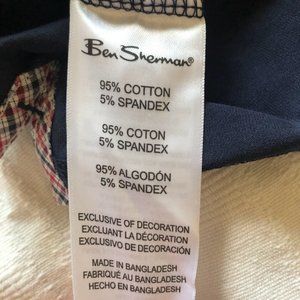 Ben Sherman®
95% COTTON
5% SPANDEX
95% COTON
5% SPANDEX
95% ALGODÓN
5% SPANDEX
EXCLUSIVE OF DECORATION
EXCLUANT LA DÉCORATION
EXCLUSIVO DE DECORACIÓN
MADE IN BANGLADESH
FABRIQUÉ AU BANGLADESH
HECHO EN BANGLADESH